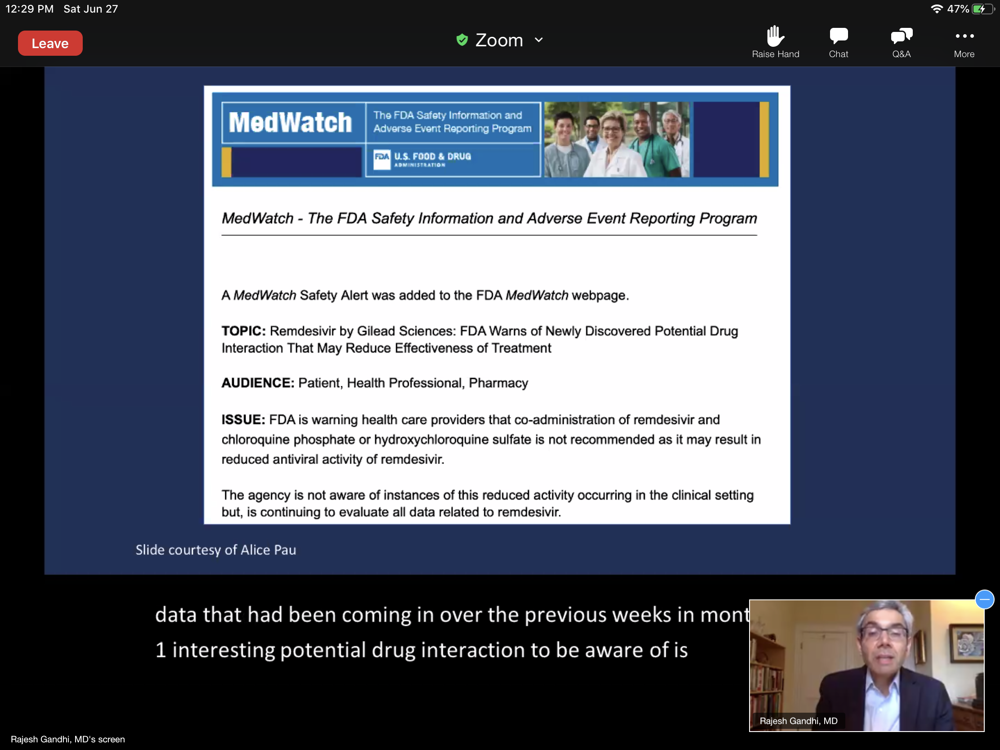 12:29 PM Sat Jun 27
47%
Leave
Zoom
Raise Hand
Chat
Q&A
More
MedWatch
The FDA Safety Information and
Adverse Event Reporting Program
FDA
U.S. FOOD & DRUG
ADMINISTRATION
MedWatch - The FDA Safety Information and Adverse Event Reporting Program
A MedWatch Safety Alert was added to the FDA MedWatch webpage.
TOPIC: Remdesivir by Gilead Sciences: FDA Warns of Newly Discovered Potential Drug
Interaction That May Reduce Effectiveness of Treatment
AUDIENCE: Patient, Health Professional, Pharmacy
ISSUE: FDA is warning health care providers that co-administration of remdesivir and
chloroquine phosphate or hydroxychloroquine sulfate is not recommended as it may result in
reduced antiviral activity of remdesivir.
The agency is not aware of instances of this reduced activity occurring in the clinical setting
but, is continuing to evaluate all data related to remdesivir.
Slide courtesy of Alice Pau
data that had been coming in over the previous weeks in mont
1 interesting potential drug interaction to be aware of is
Rajesh Gandhi, MD
Rajesh Gandhi, MD's screen